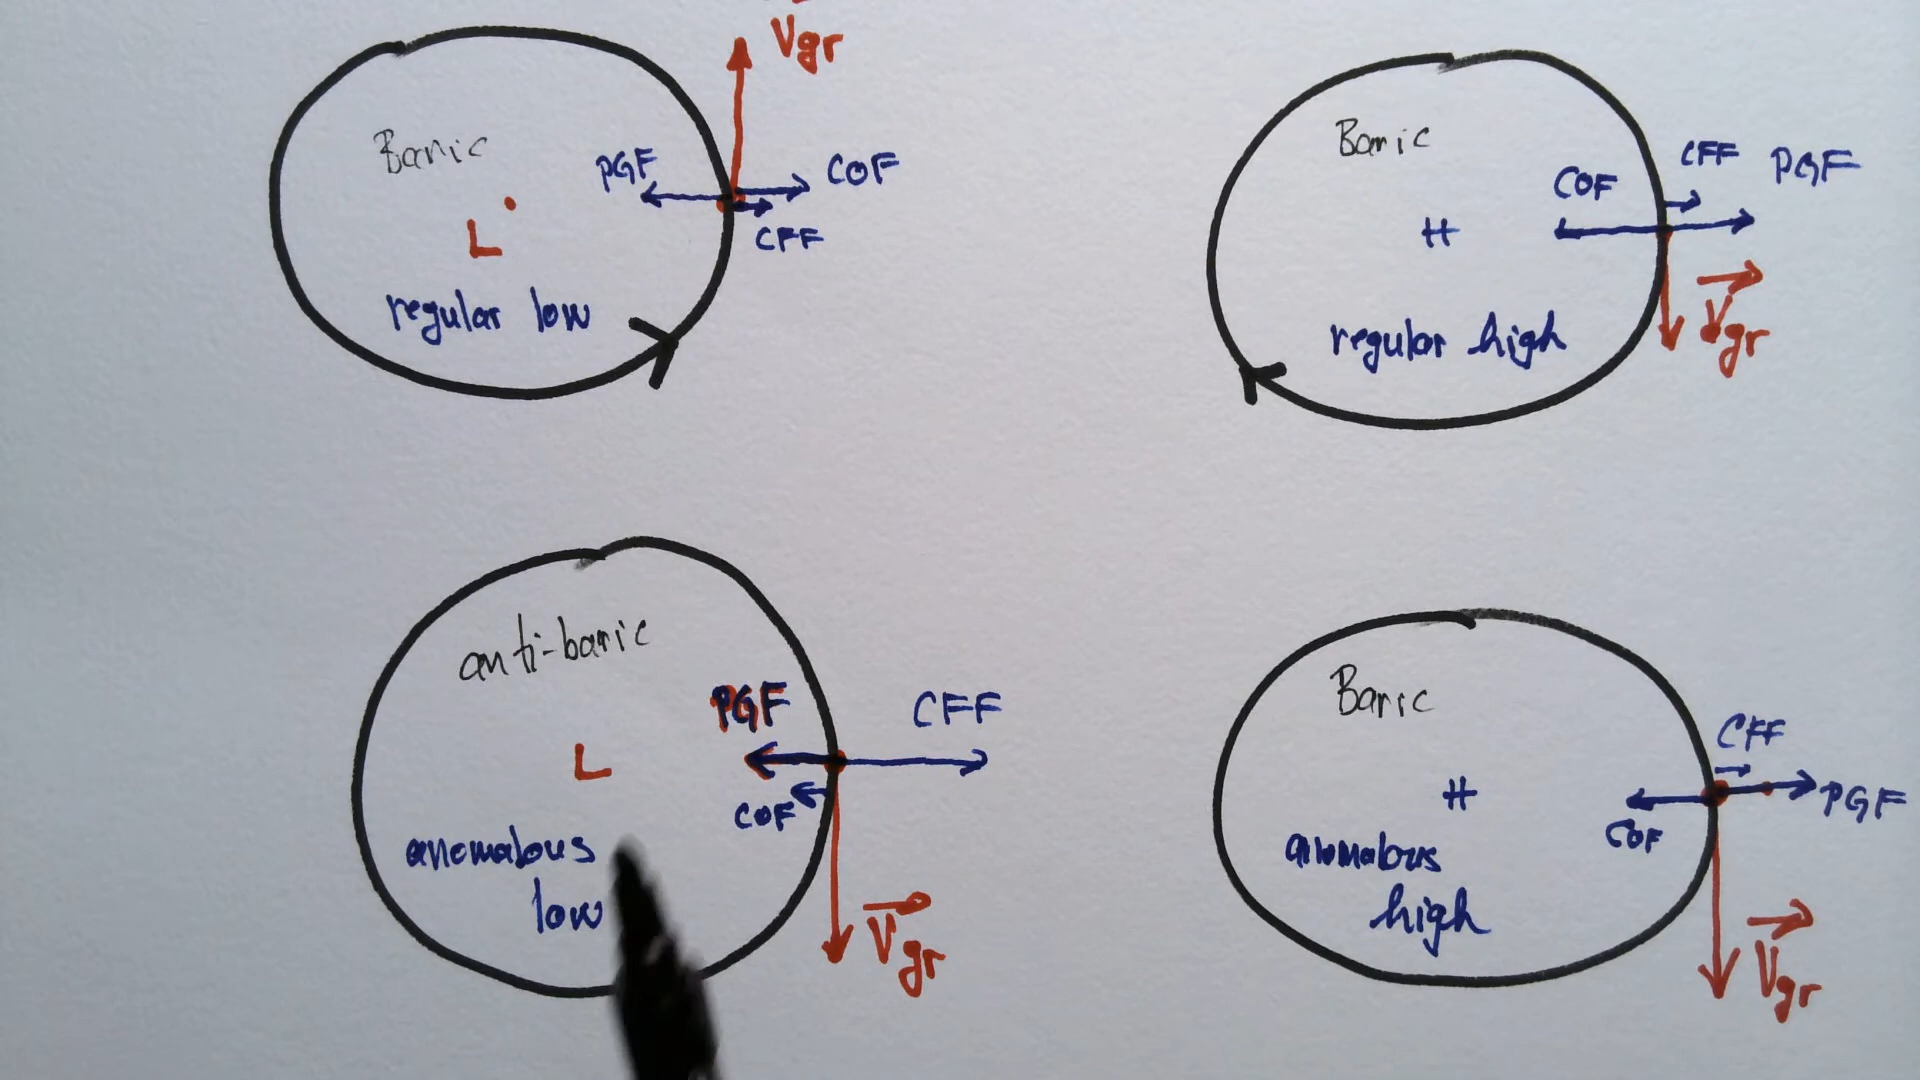 Vgr
Baric
PGF
COF
L
CFF
regular low
Baric
CFF
PGF
COF
H
Vgr
regular high
anti-baric
PGF
CFF
L
COF
anomalous
low
Vgr
Baric
CFF
H
PGF
COF
anomalous
high
Vgr